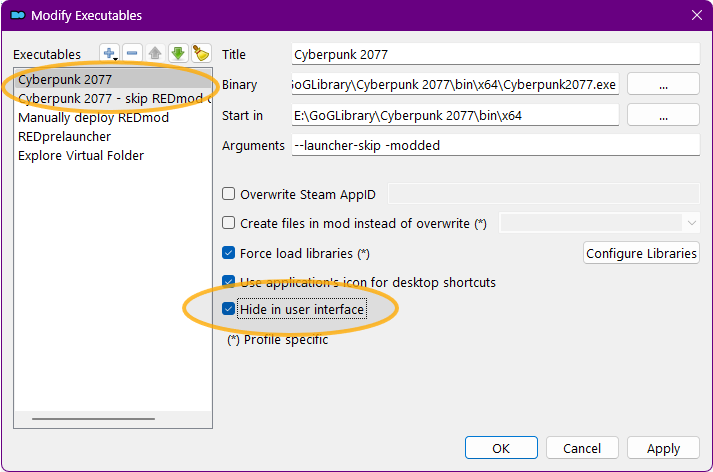 Modify Executables
Executables
Cyberpunk 2077
Cyberpunk 2077 - skip REDmod
Manually deploy REDmod
REDprelauncher
Explore Virtual Folder
Title Cyberpunk 2077
Binary GoGLibrary\Cyberpunk 2077\bin\x64\Cyberpunk2077.exe ...
Start in E:\GoGLibrary\Cyberpunk 2077\bin\x64 ...
Arguments --launcher-skip -modded
Overwrite Steam AppID
Create files in mod instead of overwrite (*)
Force load libraries (*) Configure Libraries
Use application's icon for desktop shortcuts
Hide in user interface
(*) Profile specific
OK Cancel Apply